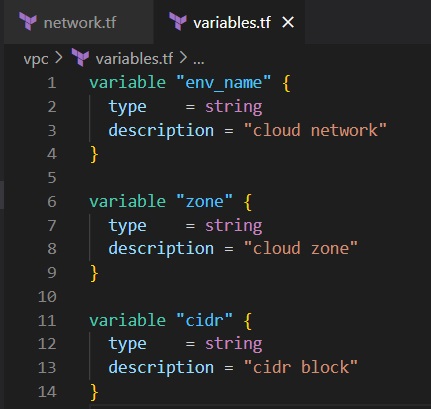 network.tf variables.tf
vpc > variables.tf > ...
1 variable "env_name" {
2   type    = string
3   description = "cloud network"
4 }
5
6 variable "zone" {
7   type    = string
8   description = "cloud zone"
9 }
10
11 variable "cidr" {
12   type    = string
13   description = "cidr block"
14 }